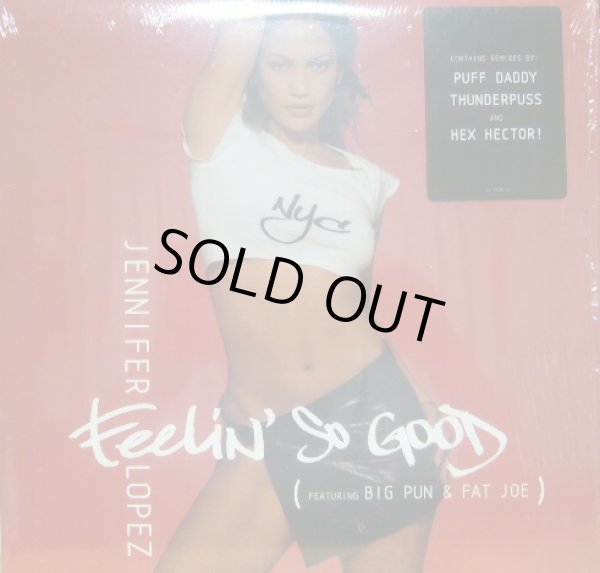 CONTAINS REMIXES BY:
PUFF DADDY
THUNDERPUSS
AND
HEX HECTOR!
NYC
SOLD OUT
JENNIFER LOPEZ
Feelin' So Good
( FEATURING BIG PUN & FAT JOE )